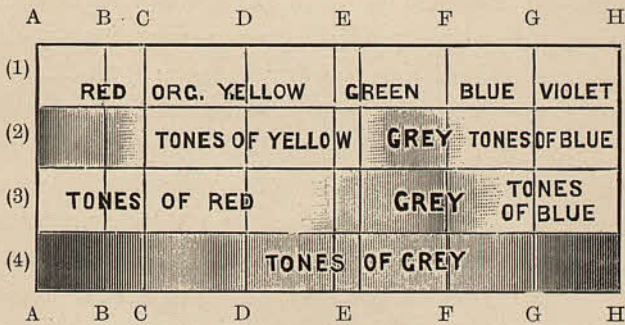 A B C D E F G H
(1) RED ORG. YELLOW GREEN BLUE VIOLET
(2) TONES OF YELLOW GREY TONES OF BLUE
(3) TONES OF RED GREY TONES OF BLUE
(4) TONES OF GREY
A B C D E F G H